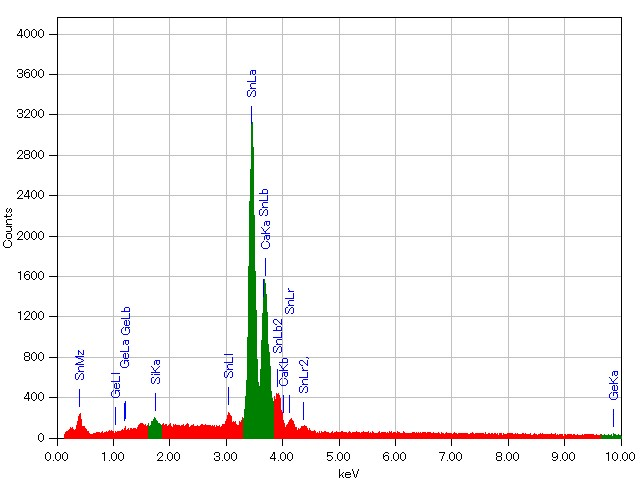 4000
3600
3200
2800
2400
2000
1600
1200
800
400
0
Counts
SnMz
GeLl
GeLa GeLb
SiKa
SnLl
SnLa
CaKa SnLb
SnLb2
CaKb
SnLr
SnLr2,
GeKa
0.00 1.00 2.00 3.00 4.00 5.00 6.00 7.00 8.00 9.00 10.00
keV